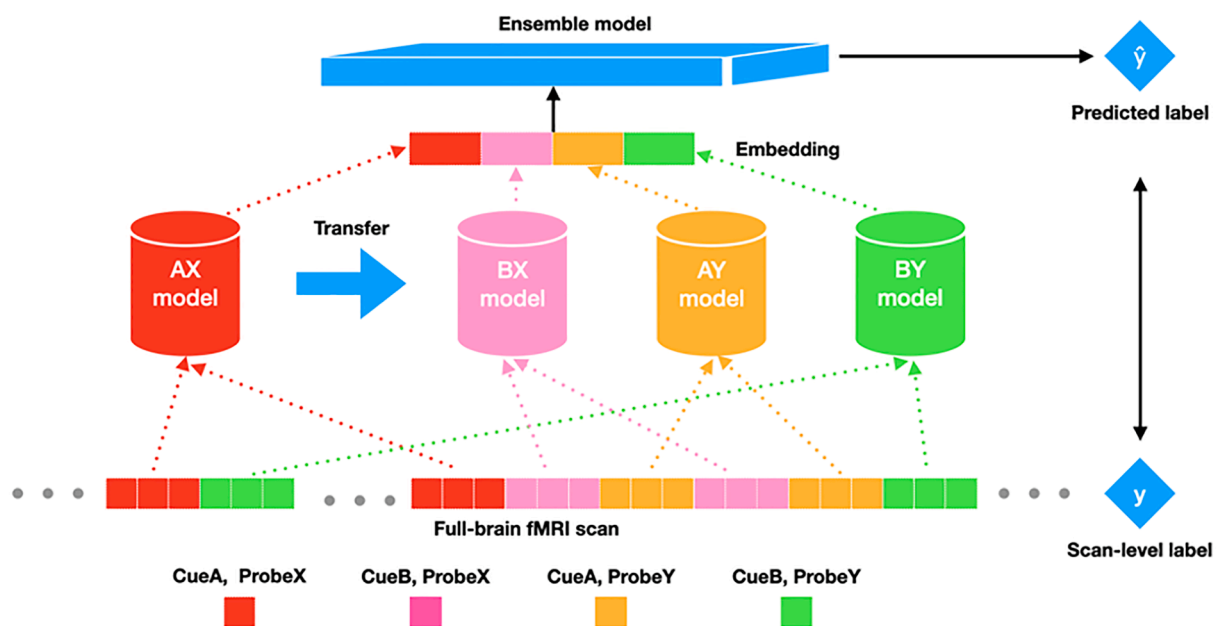 Ensemble model
ŷ
Predicted label
Embedding
Transfer
AX
model
BX
model
AY
model
BY
model
y
Full-brain fMRI scan
Scan-level label
CueA, ProbeX
CueB, ProbeX
CueA, ProbeY
CueB, ProbeY